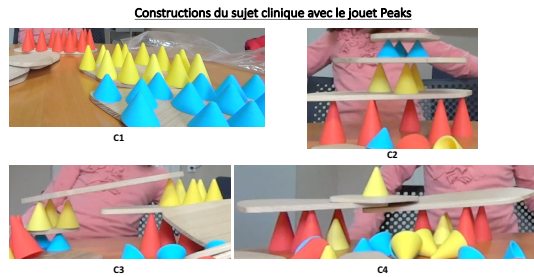 Constructions du sujet clinique avec le jouet Peaks
C1
C2
C3
C4